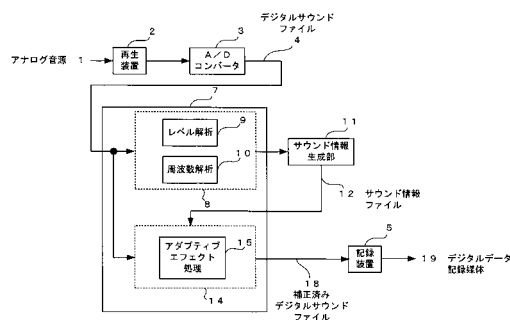 デジタルサウンド
ファイル
2
3
4
アナログ音源 1
再生
装置
A/D
コンバータ
7
9
レベル解析
11
10
サウンド情報
生成部
周波数解析
12 サウンド情報
ファイル
8
アダプティブ
エフェクト
処理
15
5
記録
装置
19 デジタルデータ
記録媒体
14
18
補正済み
デジタルサウンド
ファイル